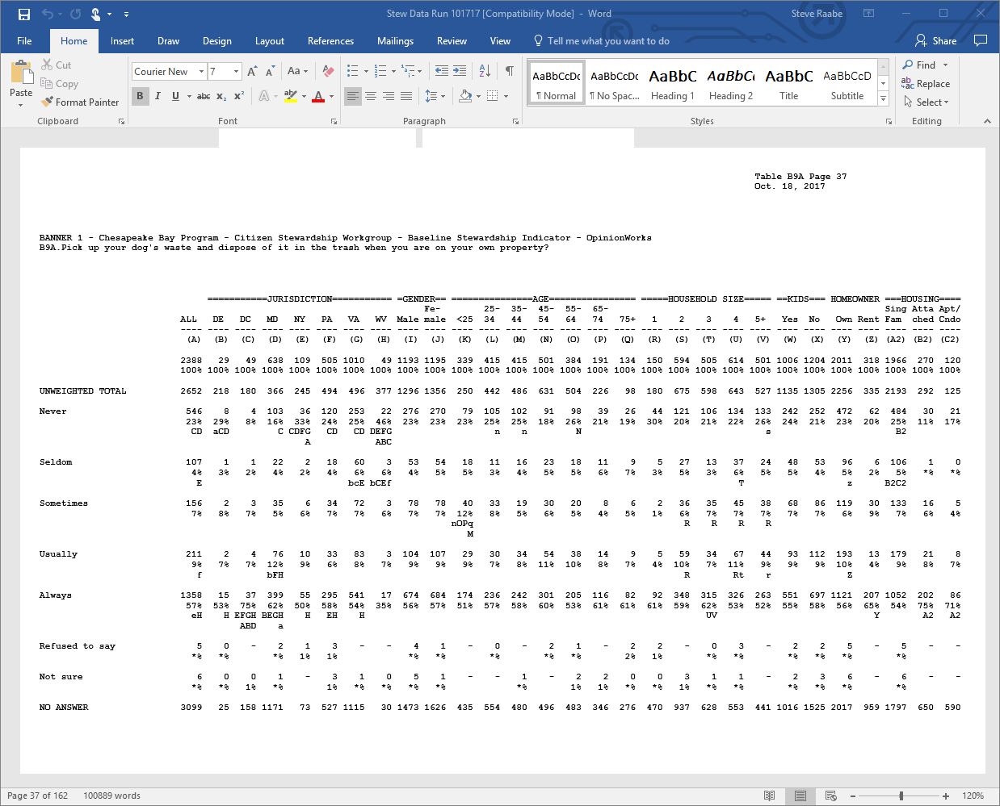 Stew Data Run 101717 [Compatibility Mode] - Word
Steve Raabe
File Home Insert Draw Design Layout References Mailings Review View Tell me what you want to do Share
Paste
Cut
Copy
Format Painter
Clipboard
Courier New 7
Font
Paragraph
AaBbCcDc AaBbCcDc AaBbC AaBbCc AaBbC AaBbCcD
¶ Normal ¶ No Spac... Heading 1 Heading 2 Title Subtitle
Styles
Find
Replace
Select
Editing
Table B9A Page 37
Oct. 18, 2017
BANNER 1 - Chesapeake Bay Program - Citizen Stewardship Workgroup - Baseline Stewardship Indicator - OpinionWorks
B9A.Pick up your dog's waste and dispose of it in the trash when you are on your own property?
===========JURISDICTION=========== =GENDER== ===============AGE================ =====HOUSEHOLD SIZE===== ==KIDS=== HOMEOWNER ===HOUSING====
Fe- 25- 35- 45- 55- 65- Sing Atta Apt/
ALL DE DC MD NY PA VA WV Male male <25 34 44 54 64 74 75+ 1 2 3 4 5+ Yes No Own Rent Fam ched Cndo
---- ---- ---- ---- ---- ---- ---- ---- ---- ---- ---- ---- ---- ---- ---- ---- ---- ---- ---- ---- ---- ---- ---- ---- ---- ---- ---- ---- ----
(A) (B) (C) (D) (E) (F) (G) (H) (I) (J) (K) (L) (M) (N) (O) (P) (Q) (R) (S) (T) (U) (V) (W) (X) (Y) (Z) (A2) (B2) (C2)
2388 29 49 638 109 505 1010 49 1193 1195 339 415 415 501 384 191 134 150 594 505 614 501 1006 1204 2011 318 1966 270 120
100% 100% 100% 100% 100% 100% 100% 100% 100% 100% 100% 100% 100% 100% 100% 100% 100% 100% 100% 100% 100% 100% 100% 100% 100% 100% 100% 100% 100%
UNWEIGHTED TOTAL 2652 218 180 366 245 494 496 377 1296 1356 250 442 486 631 504 226 98 180 675 598 643 527 1135 1305 2256 335 2193 292 125
Never 546 8 4 103 36 120 253 22 276 270 79 105 102 91 98 39 26 44 121 106 134 133 242 252 472 62 484 30 21
23% 29% 8% 16% 33% 24% 25% 46% 23% 23% 23% 25% 25% 18% 26% 21% 19% 30% 20% 21% 22% 26% 24% 21% 23% 20% 25% 11% 17%
CD aCD C CDFG CD CD DEFG n n N s B2
A ABC
Seldom 107 1 1 22 2 18 60 3 53 54 18 11 16 23 18 11 9 5 27 13 37 24 48 53 96 6 106 1 0
4% 3% 2% 4% 2% 4% 6% 6% 4% 5% 5% 3% 4% 5% 5% 6% 7% 3% 5% 3% 6% 5% 5% 4% 5% 2% 5% *% *%
E bcE bCEf T z B2C2
Sometimes 156 2 3 35 6 34 72 3 78 78 40 33 19 30 20 8 6 2 36 35 45 38 68 86 119 30 133 16 5
7% 8% 7% 5% 6% 7% 7% 6% 7% 7% 12% 8% 5% 6% 5% 4% 5% 1% 6% 7% 7% 7% 7% 7% 6% 9% 7% 6% 4%
nOPq R R R R
M
Usually 211 2 4 76 10 33 83 3 104 107 29 30 34 54 38 14 9 5 59 34 67 44 93 112 193 13 179 21 8
9% 7% 7% 12% 9% 6% 8% 7% 9% 9% 9% 7% 8% 11% 10% 8% 7% 4% 10% 7% 11% 9% 9% 9% 10% 4% 9% 8% 7%
f bFH R Rt r Z
Always 1358 15 37 399 55 295 541 17 674 684 174 236 242 301 205 116 82 92 348 315 326 263 551 697 1121 207 1052 202 86
57% 53% 75% 62% 50% 58% 54% 35% 56% 57% 51% 57% 58% 60% 53% 61% 61% 61% 59% 62% 53% 52% 55% 58% 56% 65% 54% 75% 71%
eH H EFGH BEGH H EH H UV Y A2 A2
ABD a
Refused to say 5 0 - 2 1 3 - - 4 1 - 0 - 2 1 - 2 2 - 0 3 - 2 2 5 - 5 - -
*% *% *% 1% 1% *% *% *% *% *% 2% 1% *% *% *% *% *% *%
Not sure 6 0 0 1 - 3 1 0 5 1 - - 1 - 2 2 0 0 3 1 1 - 2 3 6 - 6 - -
*% *% 1% *% 1% *% *% *% *% *% 1% 1% *% *% 1% *% *% *% *% *% *%
NO ANSWER 3099 25 158 1171 73 527 1115 30 1473 1626 435 554 480 496 483 346 276 470 937 628 553 441 1016 1525 2017 959 1797 650 590
Page 37 of 162 100889 words
120%